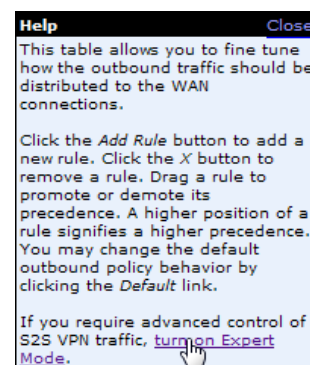 Help Close
This table allows you to fine tune
how the outbound traffic should be
distributed to the WAN
connections.
Click the Add Rule button to add a
new rule. Click the X button to
remove a rule. Drag a rule to
promote or demote its
precedence. A higher position of a
rule signifies a higher precedence.
You may change the default
outbound policy behavior by
clicking the Default link.
If you require advanced control of
S2S VPN traffic, turn on Expert
Mode.